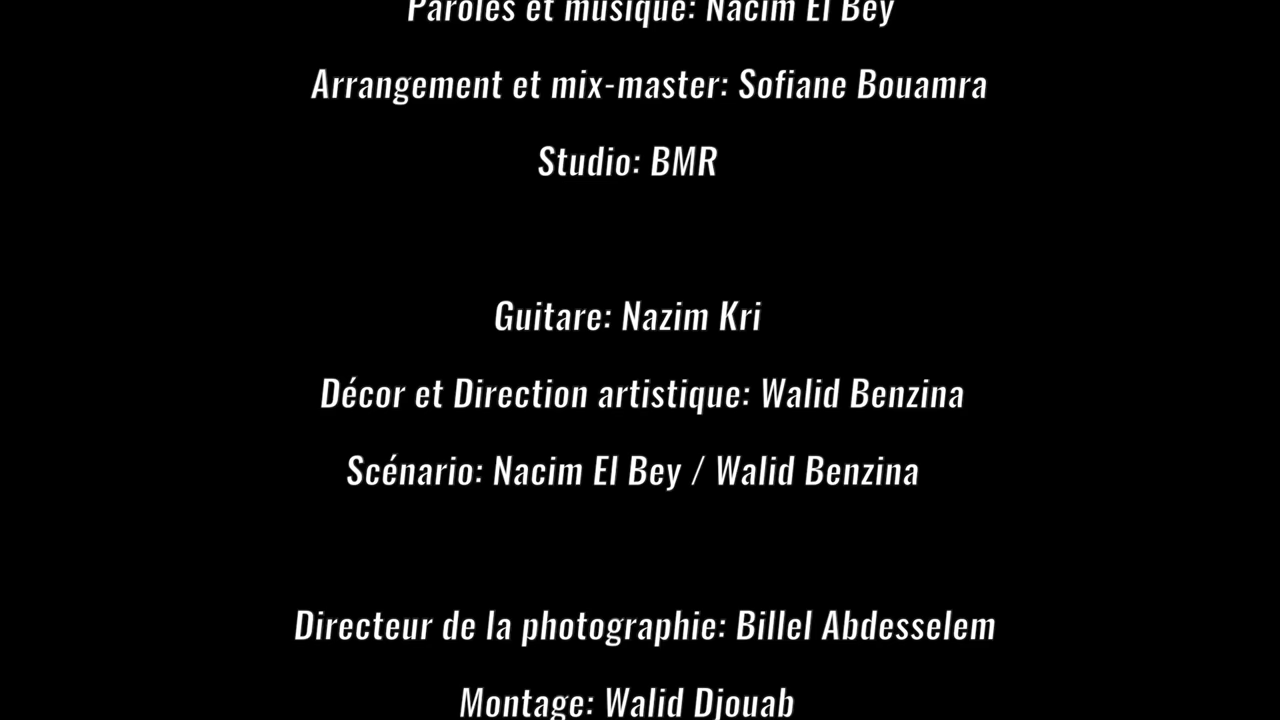 Paroles et musique: Nacim El Bey
Arrangement et mix-master: Sofiane Bouamra
Studio: BMR
Guitare: Nazim Kri
Décor et Direction artistique: Walid Benzina
Scénario: Nacim El Bey / Walid Benzina
Directeur de la photographie: Billel Abdesselem
Montage: Walid Djouab